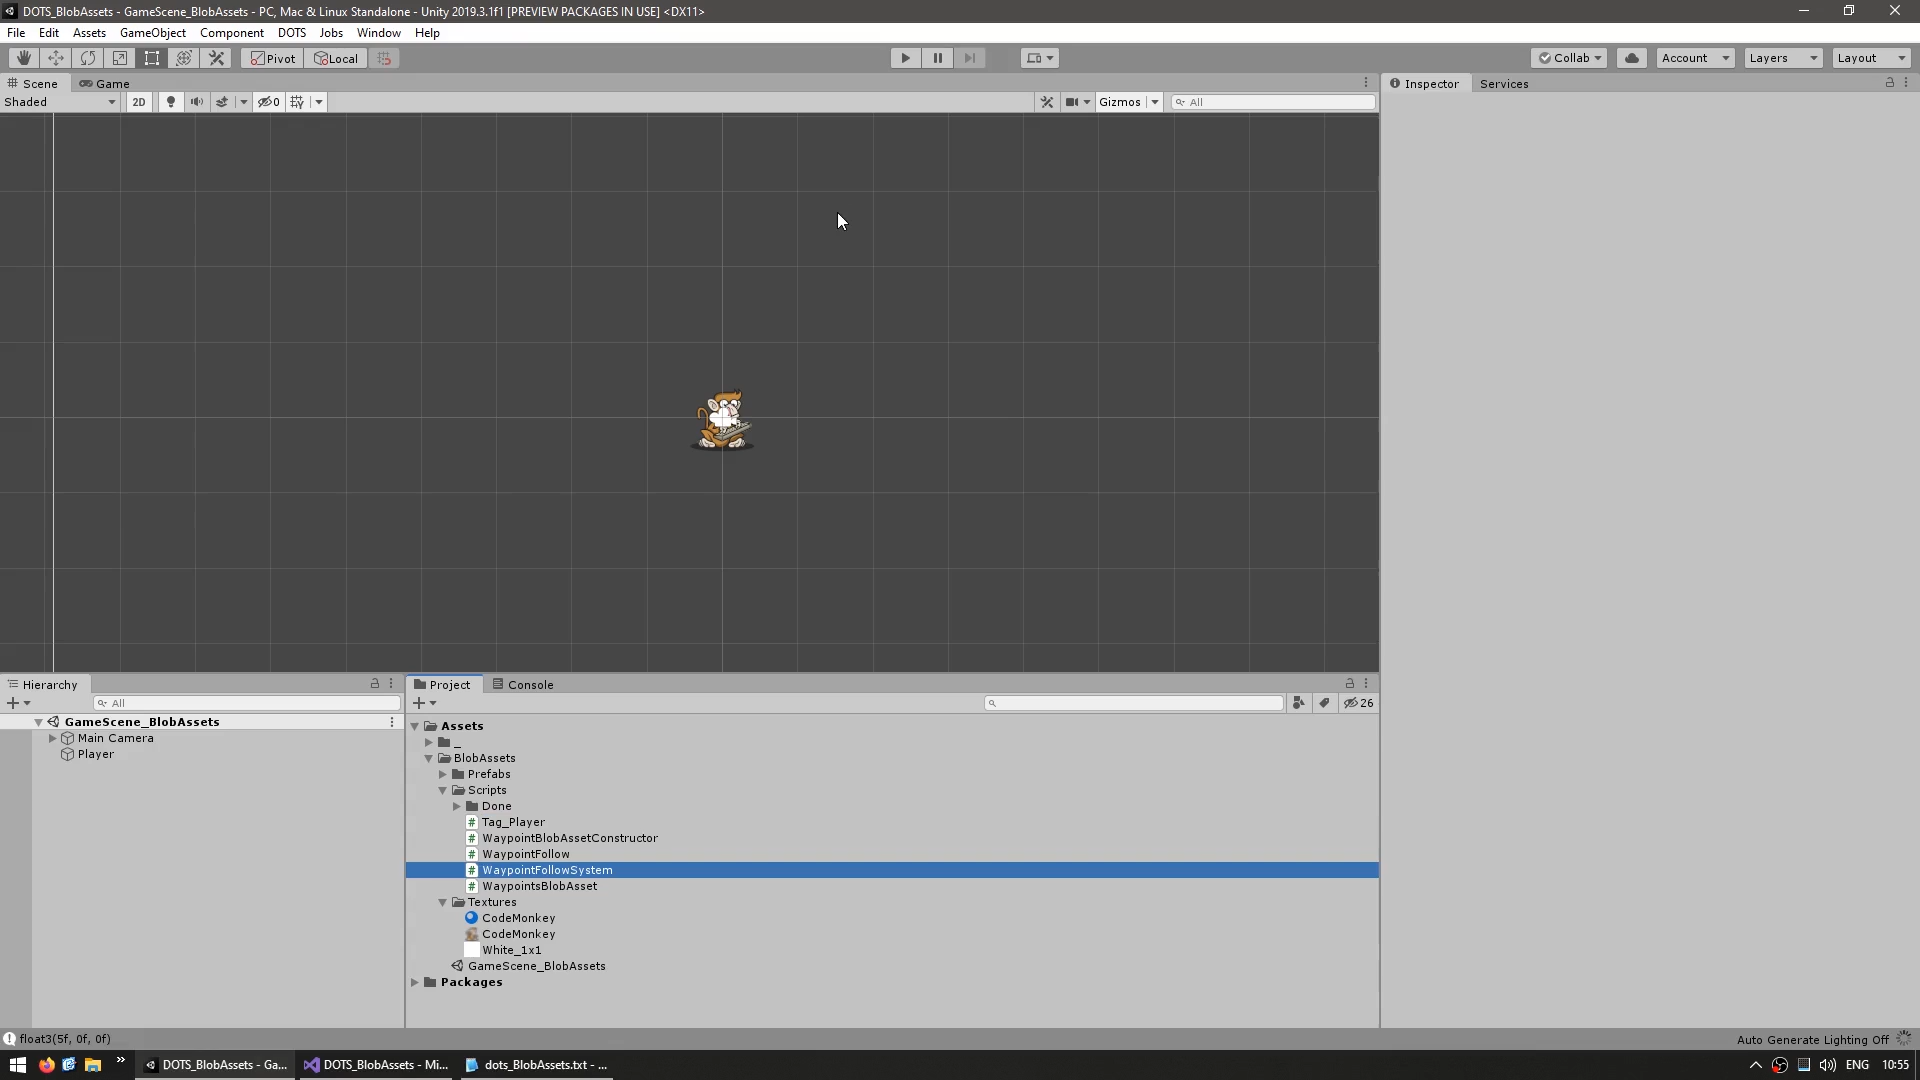 DOTS_BlobAssets - GameScene_BlobAssets - PC, Mac & Linux Standalone - Unity 2019.3.1f1 [PREVIEW PACKAGES IN USE] <DX11>
File Edit Assets GameObject Component DOTS Jobs Window Help
Pivot Local Collab Account Layers Layout
Scene Game Inspector Services
Shaded 2D 0 Gizmos All
Hierarchy Project Console
All 26
GameScene_BlobAssets
Main Camera
Player
Assets
_
BlobAssets
Prefabs
Scripts
Done
Tag_Player
WaypointBlobAssetConstructor
WaypointFollow
WaypointFollowSystem
WaypointsBlobAsset
Textures
CodeMonkey
CodeMonkey
White_1x1
GameScene_BlobAssets
Packages
float3(5f, 0f, 0f) Auto Generate Lighting Off
DOTS_BlobAssets - Ga... DOTS_BlobAssets - Mi... dots_BlobAssets.txt - ... ENG 10:55